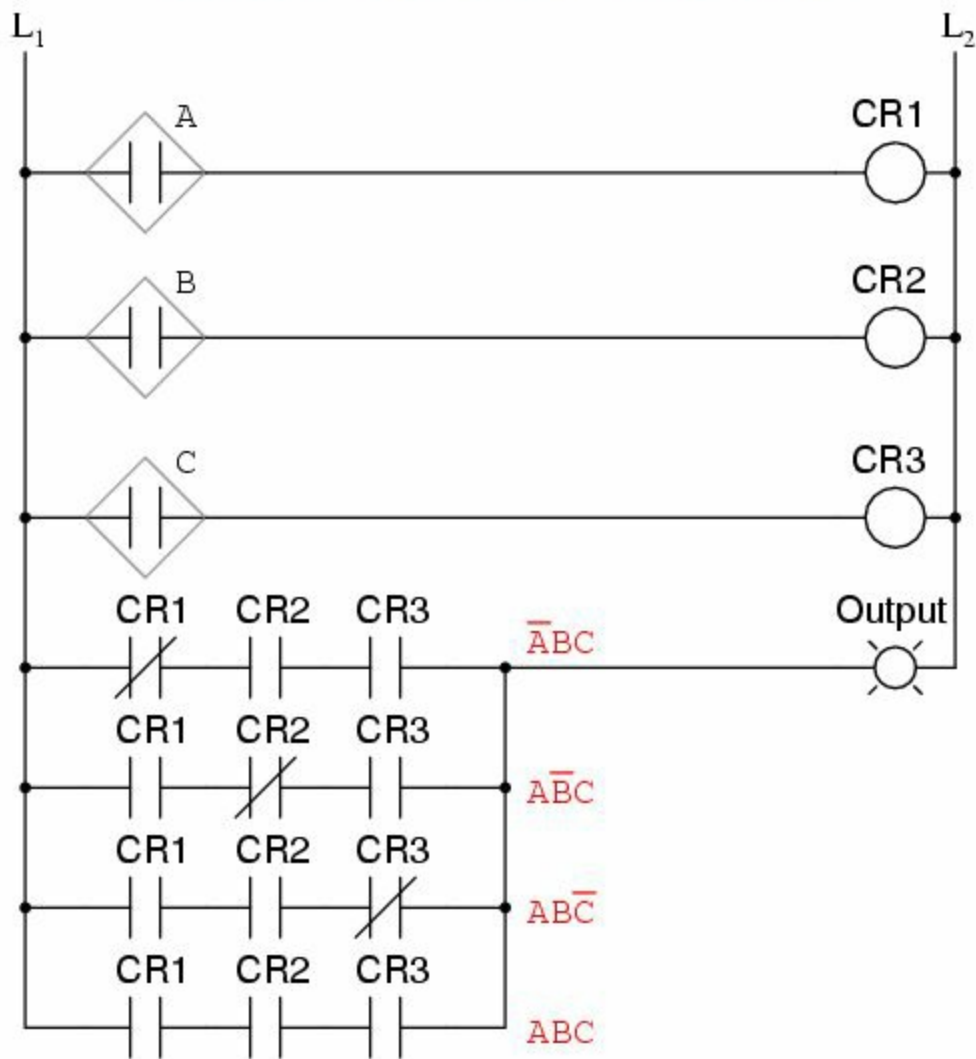 L₁ L₂
A CR1
B CR2
C CR3
CR1 CR2 CR3 A̅BC Output
CR1 CR2 CR3 AB̅C
CR1 CR2 CR3 ABC̅
CR1 CR2 CR3 ABC